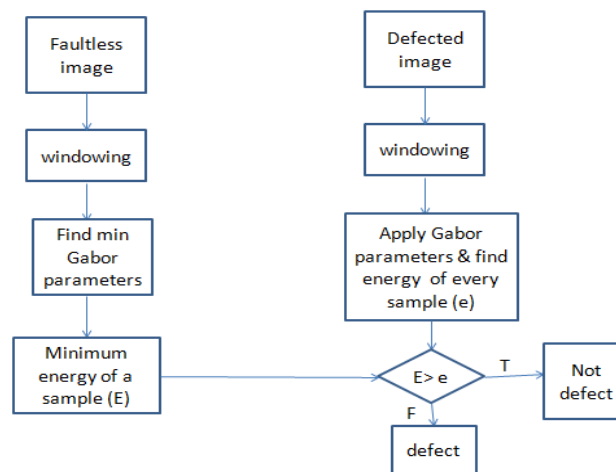 Faultless
image
windowing
Find min
Gabor
parameters
Minimum
energy of a
sample (E)
Defected
image
windowing
Apply Gabor
parameters & find
energy of every
sample (e)
E> e
T
Not
defect
F
defect